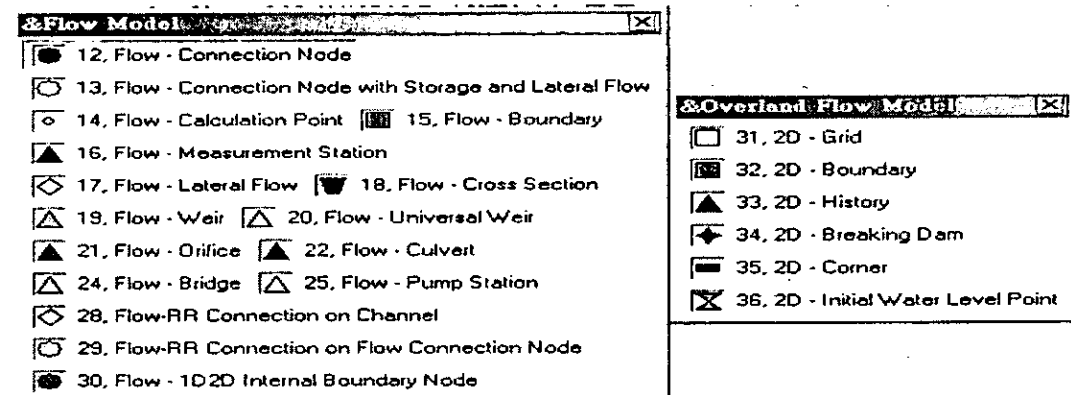 &Flow Model
12, Flow - Connection Node
13, Flow - Connection Node with Storage and Lateral Flow
14, Flow - Calculation Point 15, Flow - Boundary
16, Flow - Measurement Station
17, Flow - Lateral Flow 18, Flow - Cross Section
19, Flow - Weir 20, Flow - Universal Weir
21, Flow - Orifice 22, Flow - Culvert
24, Flow - Bridge 25, Flow - Pump Station
28, Flow-RR Connection on Channel
29, Flow-RR Connection on Flow Connection Node
30, Flow - 1D2D Internal Boundary Node
&Overland Flow Model
31, 2D - Grid
32, 2D - Boundary
33, 2D - History
34, 2D - Breaking Dam
35, 2D - Corner
36, 2D - Initial Water Level Point